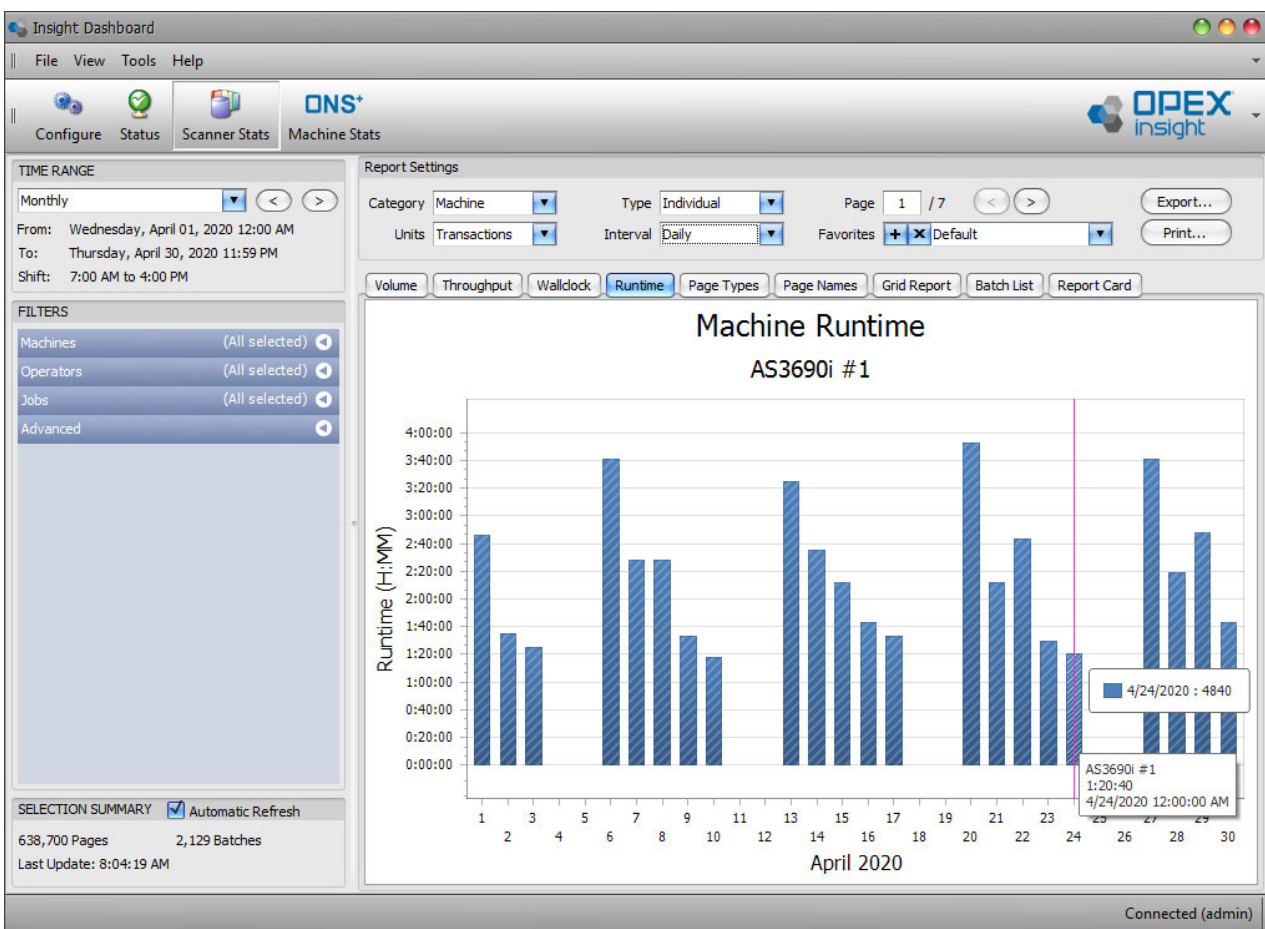 Insight Dashboard
File View Tools Help
Configure Status Scanner Stats ONS+ Machine Stats
OPEX insight
TIME RANGE
Monthly < >
From: Wednesday, April 01, 2020 12:00 AM
To: Thursday, April 30, 2020 11:59 PM
Shift: 7:00 AM to 4:00 PM
FILTERS
Machines (All selected)
Operators (All selected)
Jobs (All selected)
Advanced
SELECTION SUMMARY Automatic Refresh
638,700 Pages 2,129 Batches
Last Update: 8:04:19 AM
Report Settings
Category Machine Type Individual Page 1 / 7 < > Export...
Units Transactions Interval Daily Favorites + x Default Print...
Volume Throughput Wallclock Runtime Page Types Page Names Grid Report Batch List Report Card
Machine Runtime
AS3690i #1
Runtime (H:MM)
4:00:00
3:40:00
3:20:00
3:00:00
2:40:00
2:20:00
2:00:00
1:40:00
1:20:00
1:00:00
0:40:00
0:20:00
0:00:00
4/24/2020 : 4840
AS3690i #1
1:20:40
4/24/2020 12:00:00 AM
1 3 5 7 9 11 13 15 17 19 21 23 25 27 29
2 4 6 8 10 12 14 16 18 20 22 24 26 28 30
April 2020
Connected (admin)